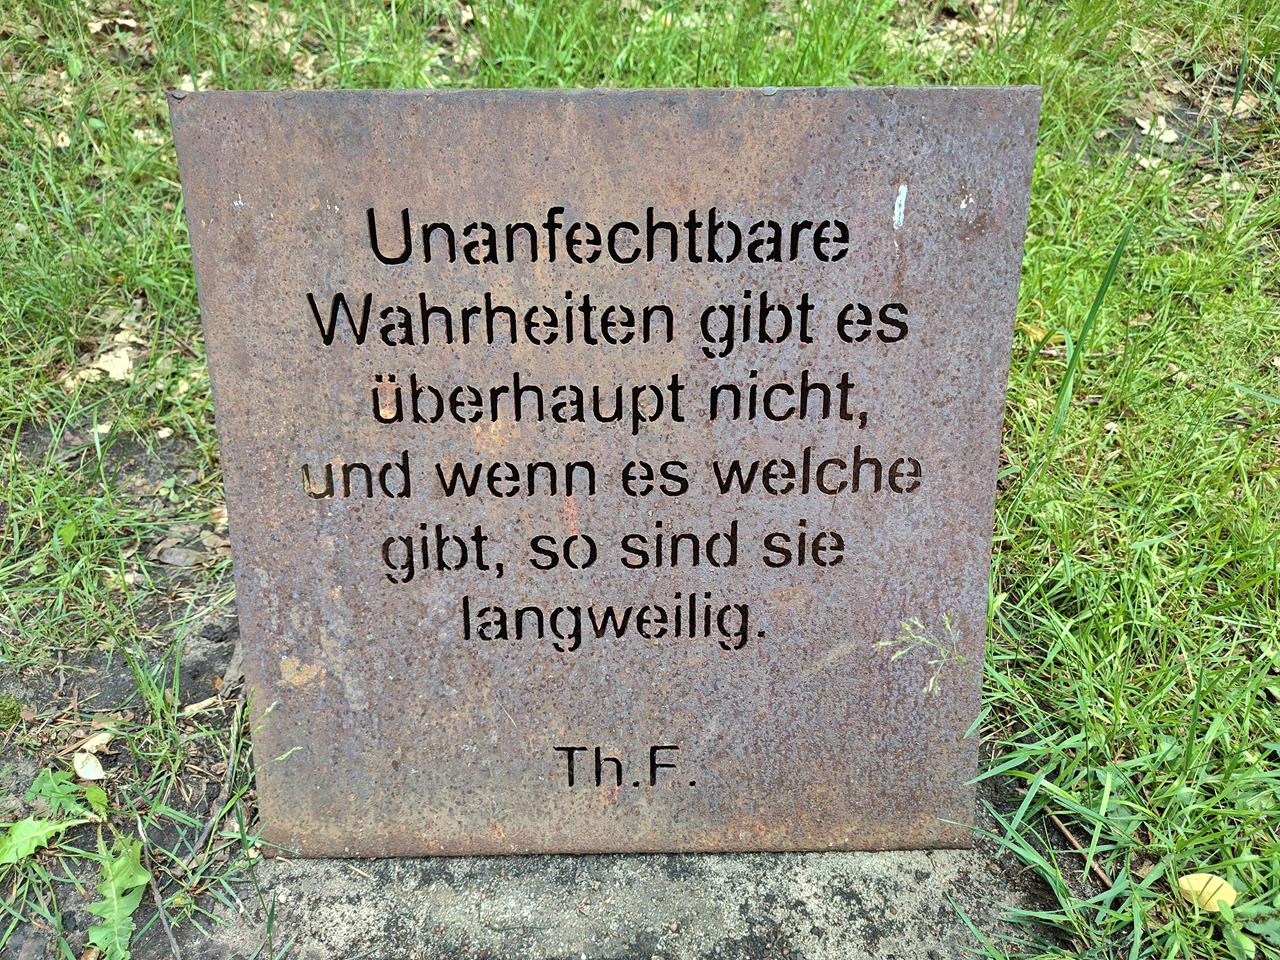 Unanfechtbare
Wahrheiten gibt es
überhaupt nicht,
und wenn es welche
gibt, so sind sie
langweilig.
Th.F.